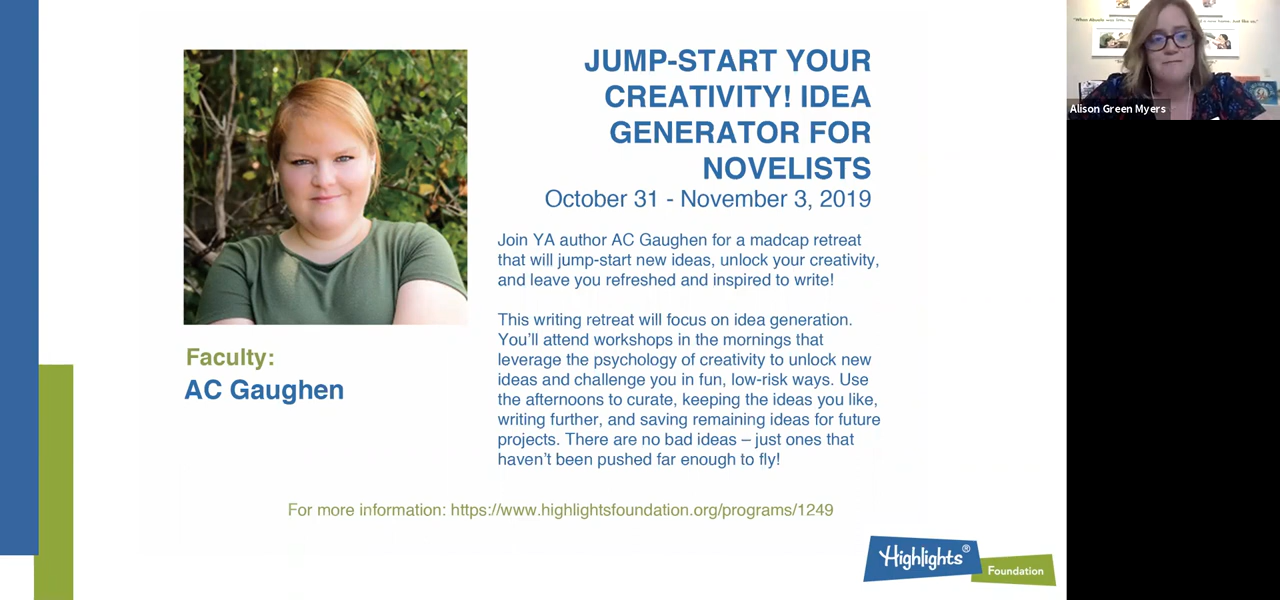 JUMP-START YOUR
CREATIVITY! IDEA
GENERATOR FOR
NOVELISTS
October 31 - November 3, 2019
Join YA author AC Gaughen for a madcap retreat
that will jump-start new ideas, unlock your creativity,
and leave you refreshed and inspired to write!
This writing retreat will focus on idea generation.
You’ll attend workshops in the mornings that
leverage the psychology of creativity to unlock new
ideas and challenge you in fun, low-risk ways. Use
the afternoons to curate, keeping the ideas you like,
writing further, and saving remaining ideas for future
projects. There are no bad ideas – just ones that
haven’t been pushed far enough to fly!
Faculty:
AC Gaughen
For more information: https://www.highlightsfoundation.org/programs/1249
Highlights®
Foundation
Alison Green Myers